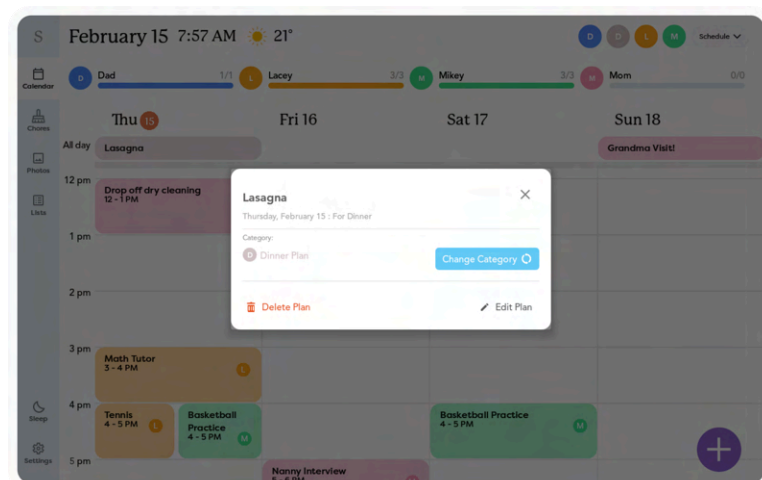 S
February 15 7:57 AM 21°
D D L M Schedule
Calendar
D Dad 1/1
L Lacey 3/3
M Mikey 3/3
M Mom 0/0
Chores
Photos
Lists
Sleep
Settings
Thu 15 Fri 16 Sat 17 Sun 18
All day Lasagna Grandma Visit!
12 pm
Drop off dry cleaning
12 - 1 PM
1 pm
2 pm
3 pm
Math Tutor
3 - 4 PM
L
4 pm
Tennis
4 - 5 PM
L
Basketball
Practice
4 - 5 PM
M
Basketball Practice
4 - 5 PM
M
5 pm
Nanny Interview
5 - 6 PM
Lasagna
Thursday, February 15 : For Dinner
Category:
D Dinner Plan
Change Category
Delete Plan
Edit Plan